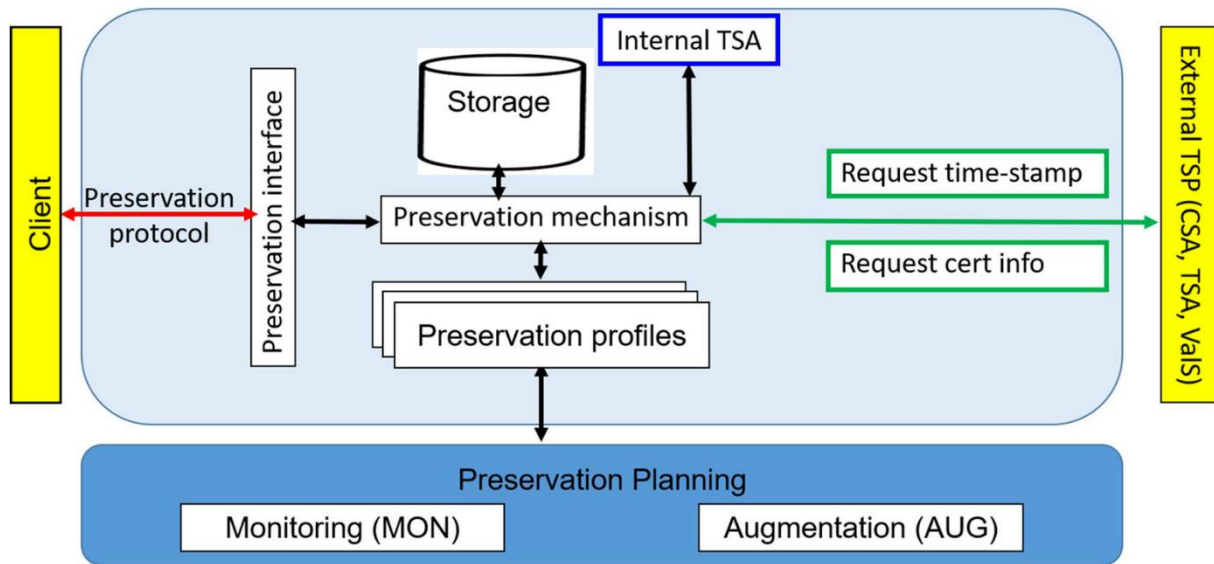 Internal TSA
Storage
Client
Preservation
protocol
Preservation interface
Preservation mechanism
Request time-stamp
Request cert info
External TSP (CSA, TSA, ValS)
Preservation profiles
Preservation Planning
Monitoring (MON)
Augmentation (AUG)